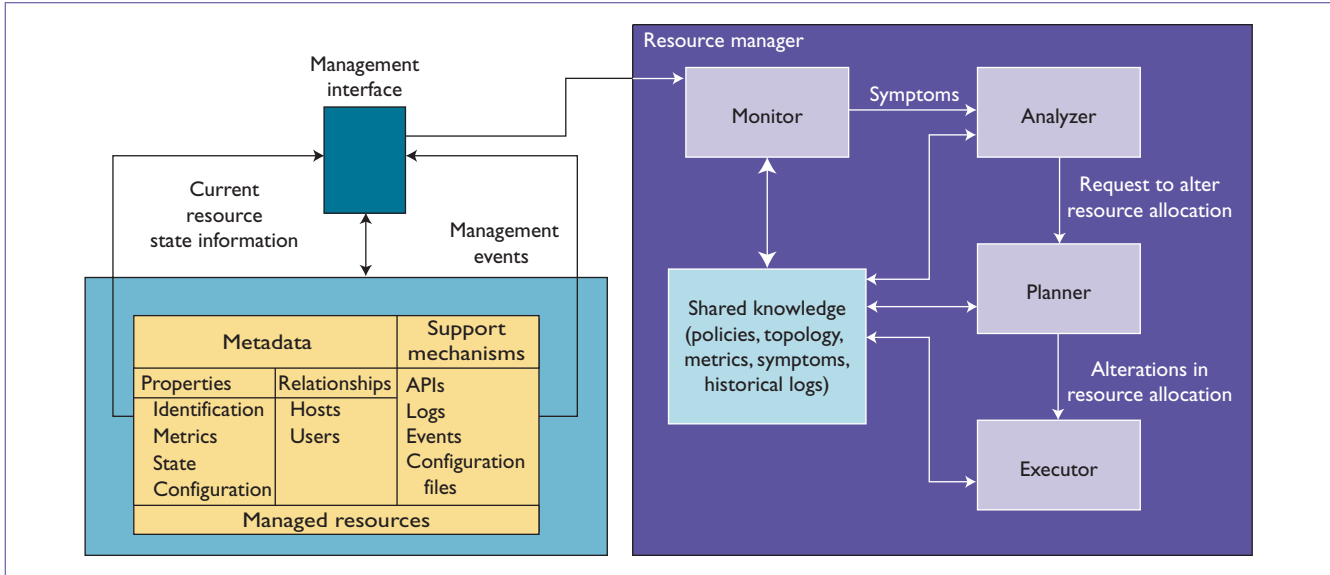 Management
interface
Current
resource
state information
Management
events
Metadata
Support
mechanisms
Properties
Relationships
Identification
Metrics
State
Configuration
Hosts
Users
APIs
Logs
Events
Configuration
files
Managed resources
Resource manager
Monitor
Symptoms
Analyzer
Request to alter
resource allocation
Shared knowledge
(policies, topology,
metrics, symptoms,
historical logs)
Planner
Alterations in
resource allocation
Executor